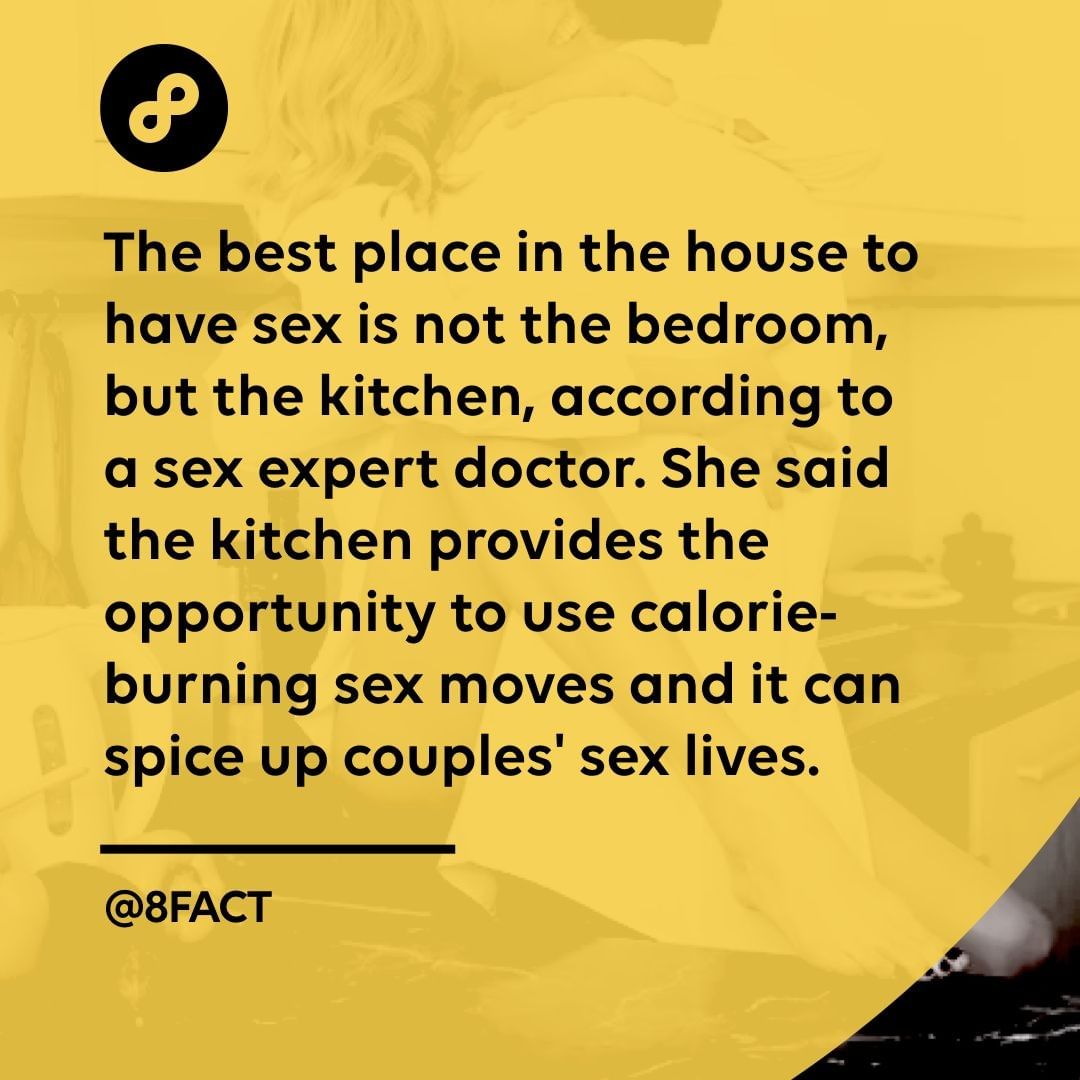 The best place in the house to
have sex is not the bedroom,
but the kitchen, according to
a sex expert doctor. She said
the kitchen provides the
opportunity to use calorie-
burning sex moves and it can
spice up couples' sex lives.
@8FACT